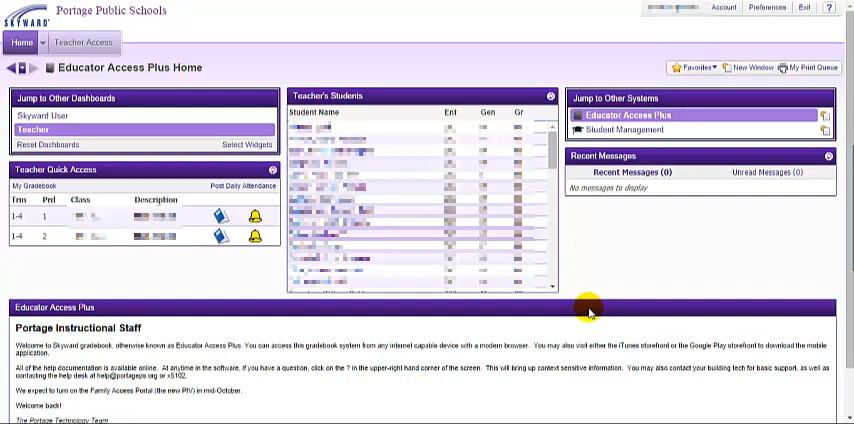 SKYWARD
Portage Public Schools
Account Preferences Exit ?
Home Teacher Access
Educator Access Plus Home
Favorites New Window My Print Queue
Jump to Other Dashboards
Skyward User
Teacher
Reset Dashboards Select Widgets
Teacher Quick Access
My Gradebook Post Daily Attendance
Trm Prd Class Description
1-4 1
1-4 2
Teacher's Students
Student Name Ent Gen Gr
Jump to Other Systems
Educator Access Plus
Student Management
Recent Messages
Recent Messages (0) Unread Messages (0)
No messages to display
Educator Access Plus
Portage Instructional Staff
Welcome to Skyward gradebook, otherwise known as Educator Access Plus. You can access this gradebook system from any internet capable device with a modern browser. You may also visit either the iTunes storefront or the Google Play storefront to download the mobile
application.
All of the help documentation is available online. At anytime in the software, if you have a question, click on the ? in the upper-right hand corner of the screen. This will bring up context sensitive information. You may also contact your building tech for basic support, as well as
contacting the help desk at help@portageps.org or x5102.
We expect to turn on the Family Access Portal (the new PIV) in mid-October.
Welcome back!
The Portage Technology Team